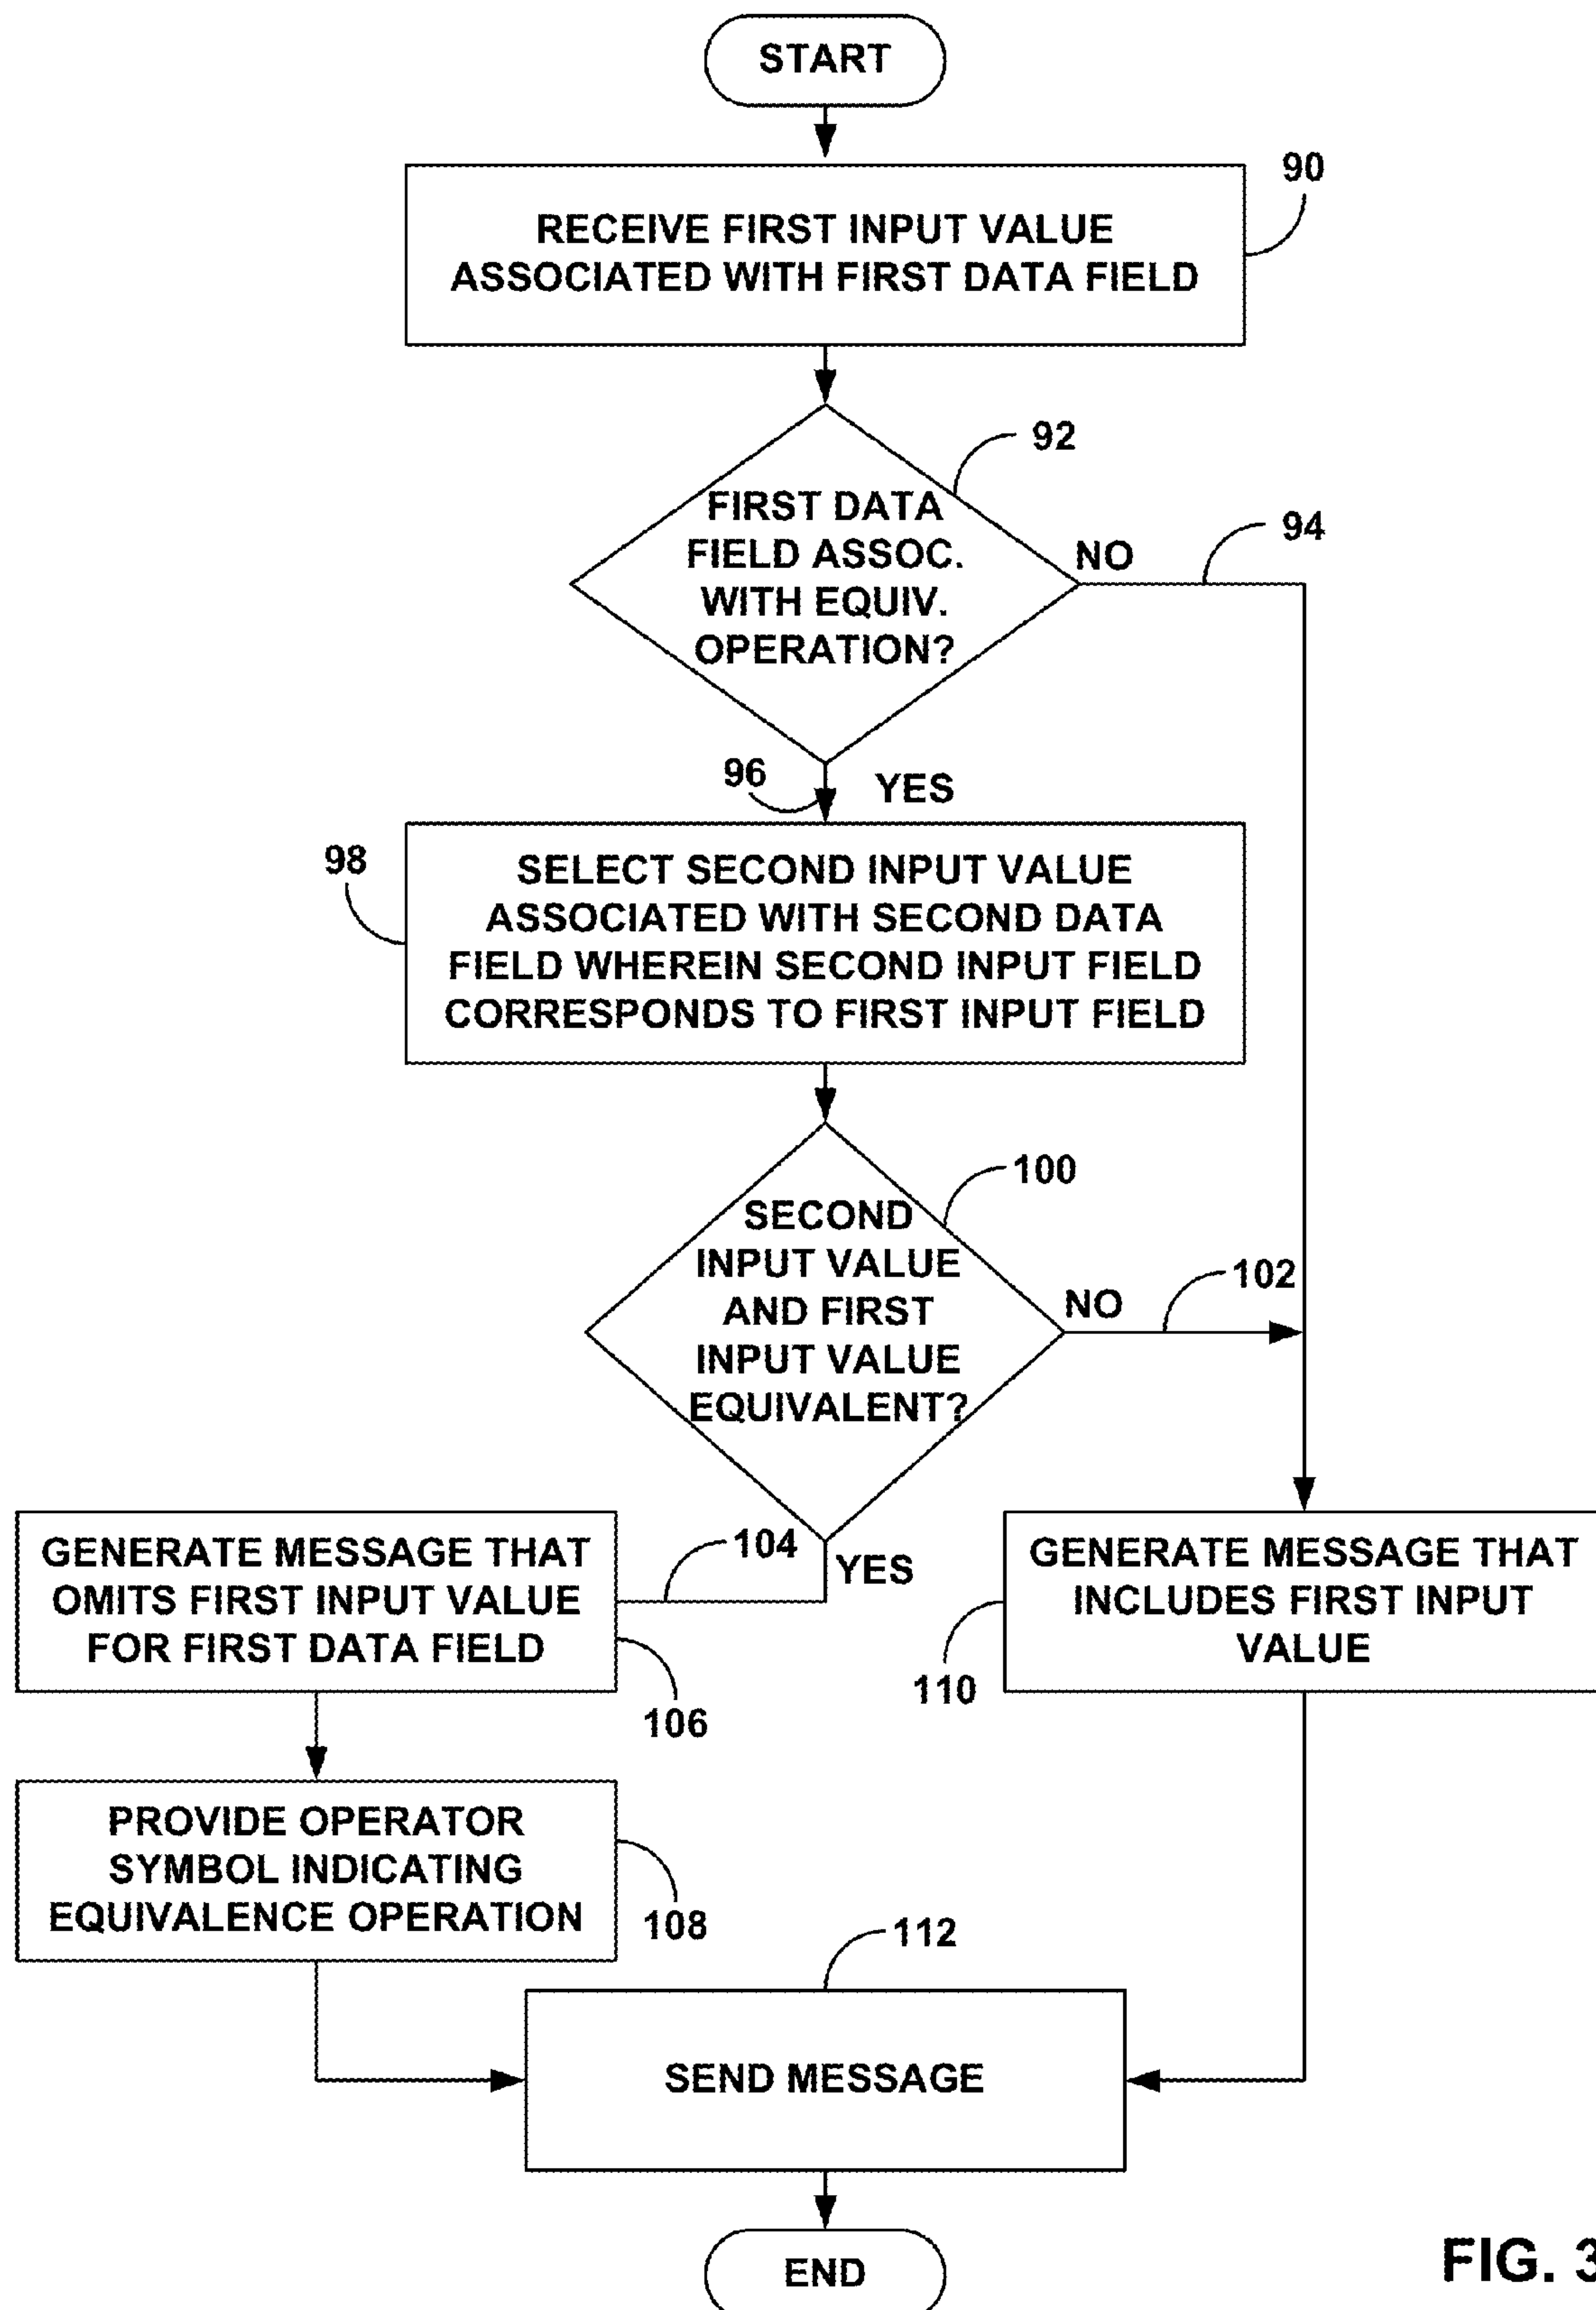 START
90
RECEIVE FIRST INPUT VALUE
ASSOCIATED WITH FIRST DATA FIELD
92
FIRST DATA
FIELD ASSOC.
WITH EQUIV.
OPERATION?
NO
94
96
YES
98
SELECT SECOND INPUT VALUE
ASSOCIATED WITH SECOND DATA
FIELD WHEREIN SECOND INPUT FIELD
CORRESPONDS TO FIRST INPUT FIELD
100
SECOND
INPUT VALUE
AND FIRST
INPUT VALUE
EQUIVALENT?
NO
102
104
YES
GENERATE MESSAGE THAT
OMITS FIRST INPUT VALUE
FOR FIRST DATA FIELD
106
GENERATE MESSAGE THAT
INCLUDES FIRST INPUT
VALUE
110
PROVIDE OPERATOR
SYMBOL INDICATING
EQUIVALENCE OPERATION
108
112
SEND MESSAGE
END
FIG. 3